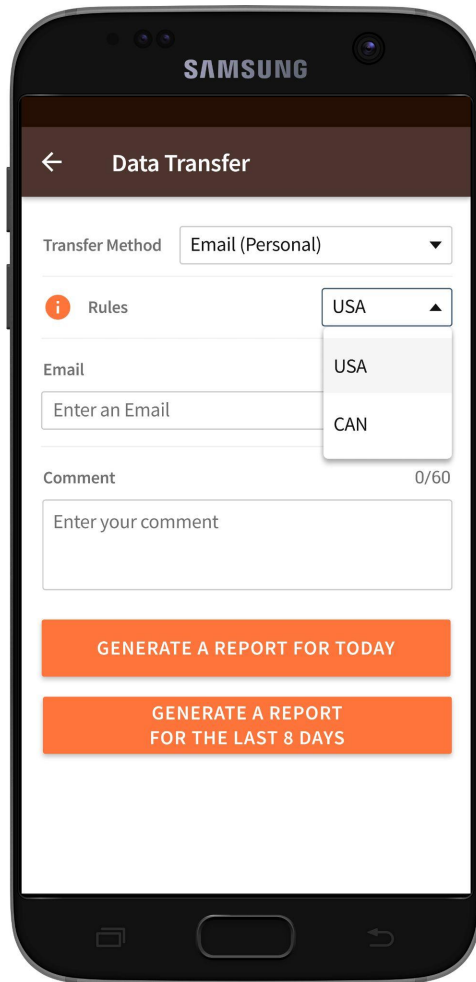 SAMSUNG
Data Transfer
Transfer Method Email (Personal)
Rules USA
USA
CAN
Email
Enter an Email
Comment 0/60
Enter your comment
GENERATE A REPORT FOR TODAY
GENERATE A REPORT
FOR THE LAST 8 DAYS